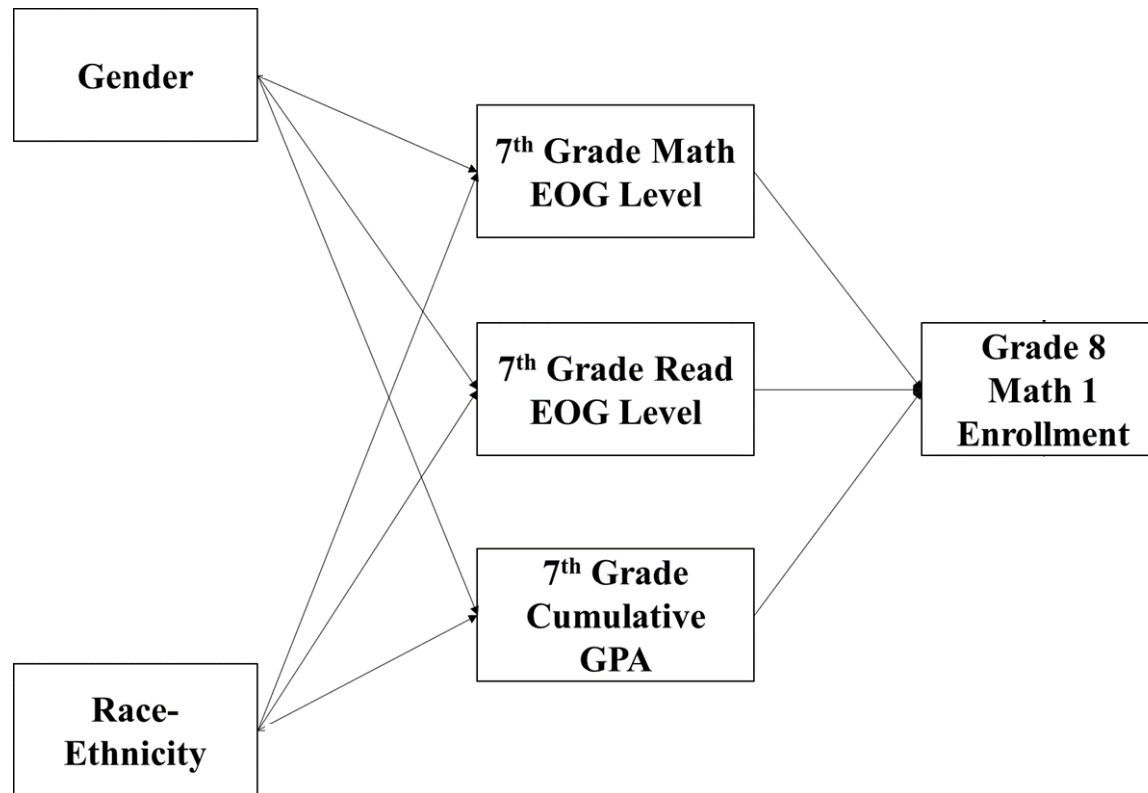 Gender
7th Grade Math
EOG Level
7th Grade Read
EOG Level
Grade 8
Math 1
Enrollment
7th Grade
Cumulative
GPA
Race-
Ethnicity